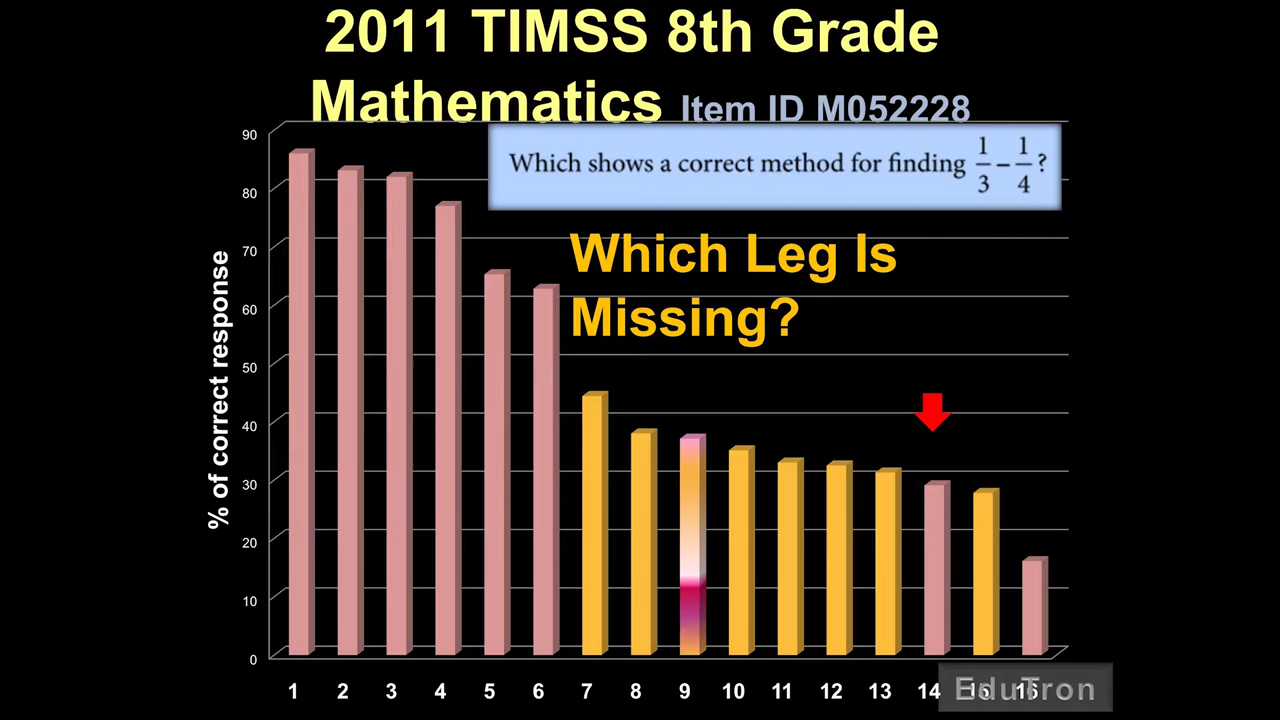 2011 TIMSS 8th Grade
Mathematics Item ID M052228
Which shows a correct method for finding 1/3 – 1/4 ?
Which Leg Is
Missing?
% of correct response
90
80
70
60
50
40
30
20
10
0
1 2 3 4 5 6 7 8 9 10 11 12 13 14 15 16
EduTron